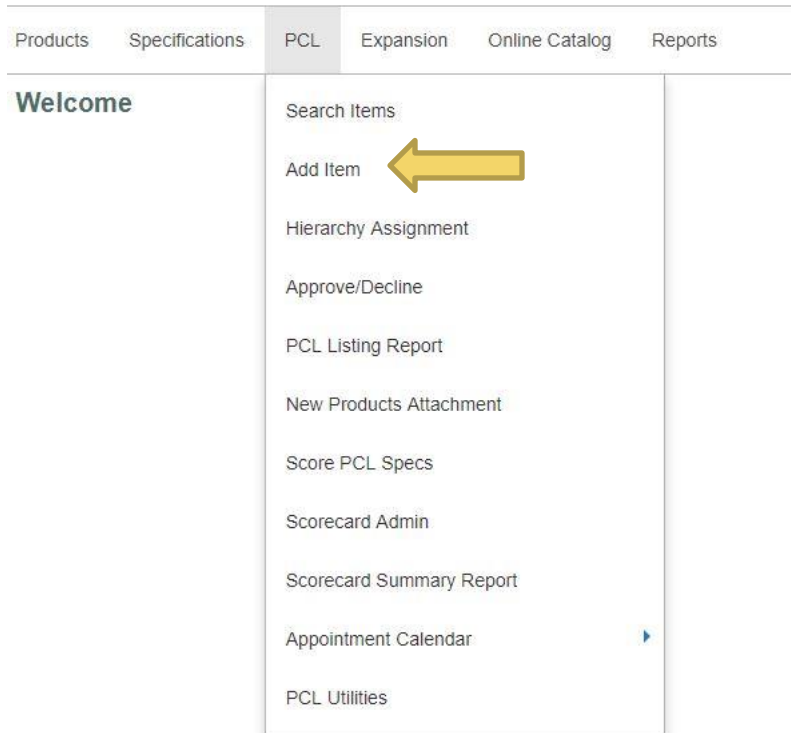 Products Specifications PCL Expansion Online Catalog Reports
Welcome
Search Items
Add Item
Hierarchy Assignment
Approve/Decline
PCL Listing Report
New Products Attachment
Score PCL Specs
Scorecard Admin
Scorecard Summary Report
Appointment Calendar
PCL Utilities